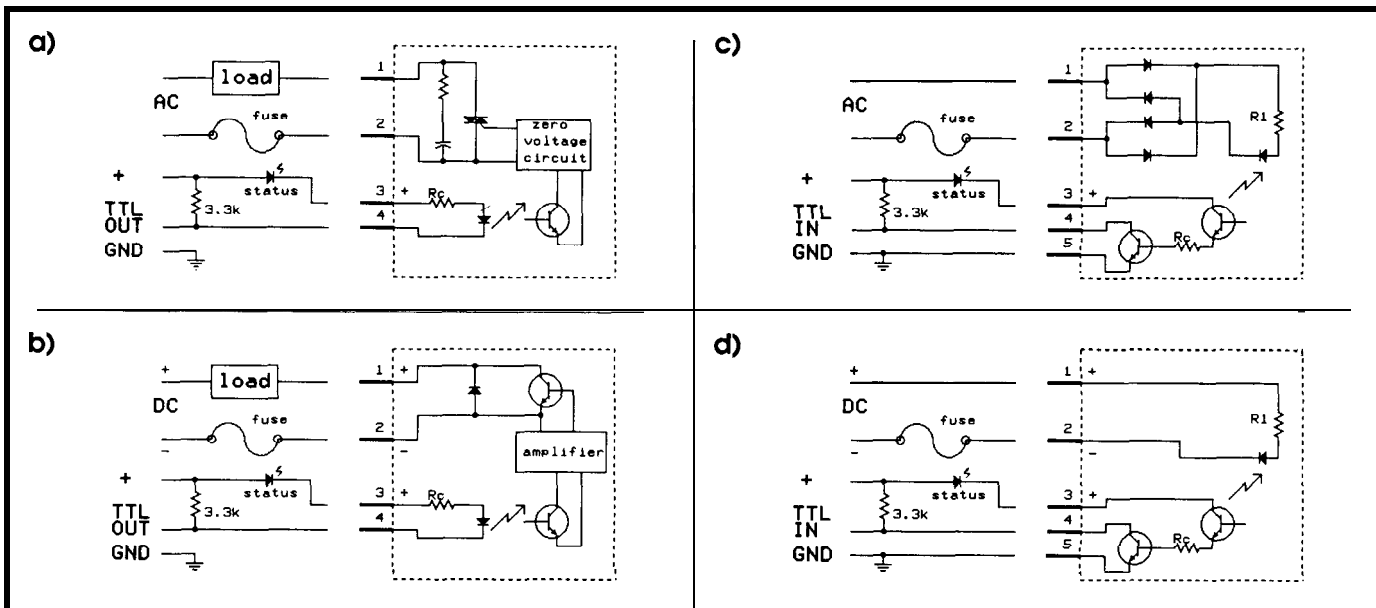 a)
load
AC
fuse
+
status
3.3k
TTL
OUT
GND
1
2
3
+
Rc
4
zero
voltage
circuit
b)
+
load
DC
fuse
-
+
status
3.3k
TTL
OUT
GND
1
+
2
-
3
+
Rc
4
amplifier
c)
AC
fuse
+
status
3.3k
TTL
IN
GND
1
2
3
+
4
5
R1
Rc
d)
+
DC
fuse
-
+
status
3.3k
TTL
IN
GND
1
+
2
-
3
+
4
5
R1
Rc